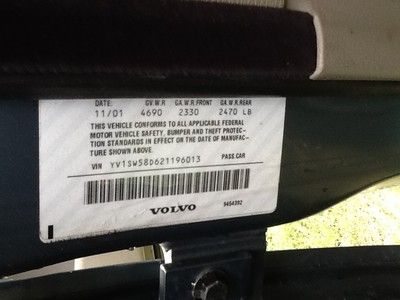 DATE: G.V.W.R G.A.W.R.FRONT G.A.W.R.REAR
11/01 4690 2330 2470 LB
THIS VEHICLE CONFORMS TO ALL APPLICABLE FEDERAL
MOTOR VEHICLE SAFETY, BUMPER AND THEFT PROTEC-
TION STANDARDS IN EFFECT ON THE DATE OF MANUFAC-
TURE SHOWN ABOVE.
VIN YV1SW58D621196013 PASS.CAR
VOLVO 9454392